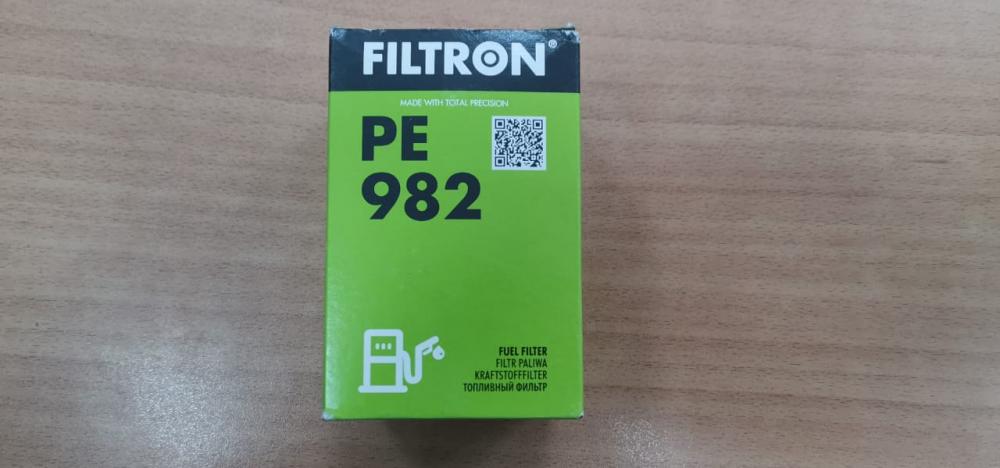 FILTRON®
MADE WITH TOTAL PRECISION
PE
982
FUEL FILTER
FILTR PALIWA
KRAFTSTOFFFILTER
ТОПЛИВНЫЙ ФИЛЬТР